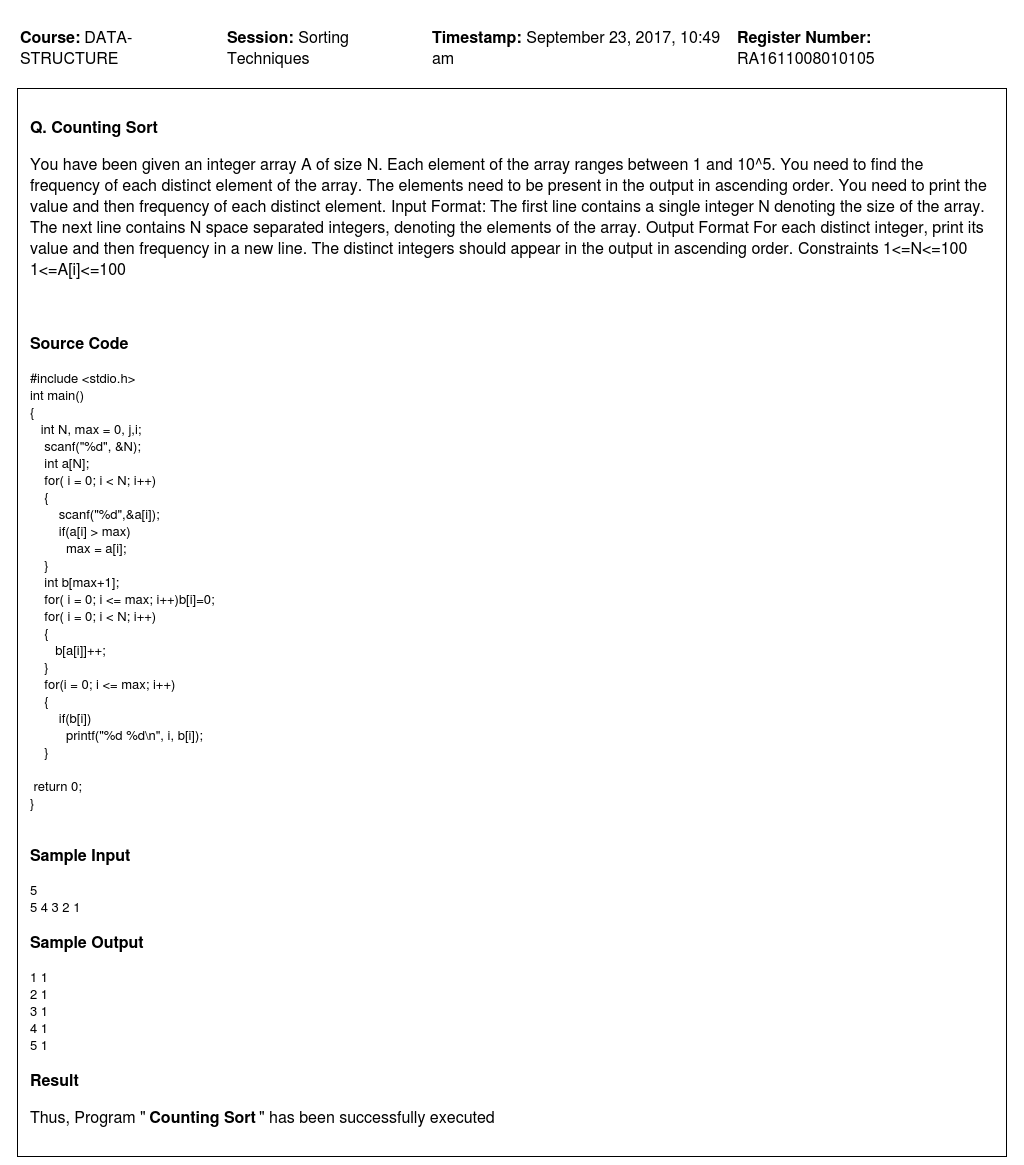 Course: DATA-
STRUCTURE
Session: Sorting
Techniques
Timestamp: September 23, 2017, 10:49
am
Register Number:
RA1611008010105
Q. Counting Sort
You have been given an integer array A of size N. Each element of the array ranges between 1 and 10^5. You need to find the
frequency of each distinct element of the array. The elements need to be present in the output in ascending order. You need to print the
value and then frequency of each distinct element. Input Format: The first line contains a single integer N denoting the size of the array.
The next line contains N space separated integers, denoting the elements of the array. Output Format For each distinct integer, print its
value and then frequency in a new line. The distinct integers should appear in the output in ascending order. Constraints 1<=N<=100
1<=A[i]<=100
Source Code
#include <stdio.h>
int main()
{
int N, max = 0, j,i;
scanf("%d", &N);
int a[N];
for( i = 0; i < N; i++)
{
scanf("%d",&a[i]);
if(a[i] > max)
max = a[i];
}
int b[max+1];
for( i = 0; i <= max; i++)b[i]=0;
for( i = 0; i < N; i++)
{
b[a[i]]++;
}
for(i = 0; i <= max; i++)
{
if(b[i])
printf("%d %d\n", i, b[i]);
}
return 0;
}
Sample Input
5
5 4 3 2 1
Sample Output
1 1
2 1
3 1
4 1
5 1
Result
Thus, Program " Counting Sort " has been successfully executed